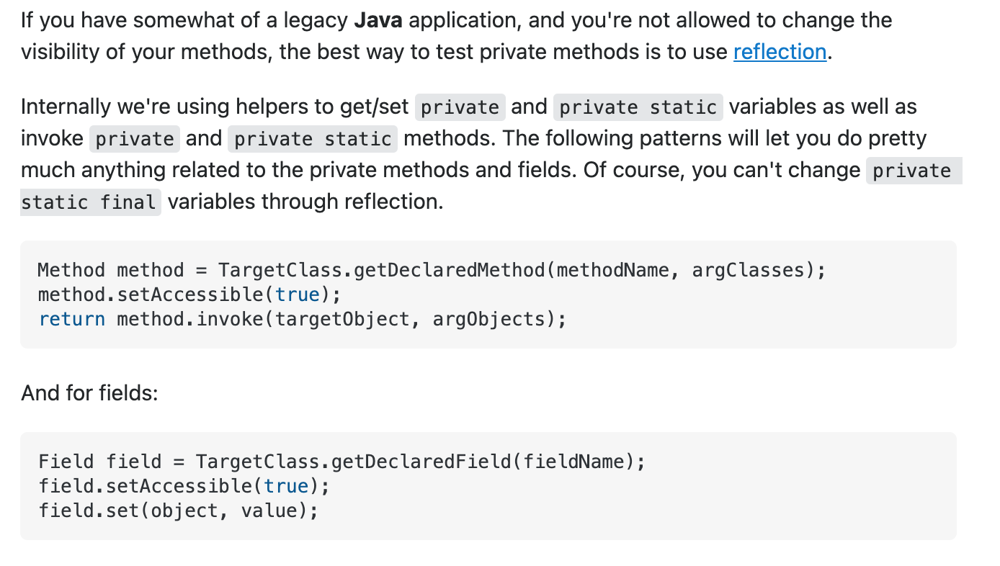 If you have somewhat of a legacy Java application, and you're not allowed to change the
visibility of your methods, the best way to test private methods is to use reflection.
Internally we're using helpers to get/set private and private static variables as well as
invoke private and private static methods. The following patterns will let you do pretty
much anything related to the private methods and fields. Of course, you can't change private
static final variables through reflection.
Method method = TargetClass.getDeclaredMethod(methodName, argClasses);
method.setAccessible(true);
return method.invoke(targetObject, argObjects);
And for fields:
Field field = TargetClass.getDeclaredField(fieldName);
field.setAccessible(true);
field.set(object, value);